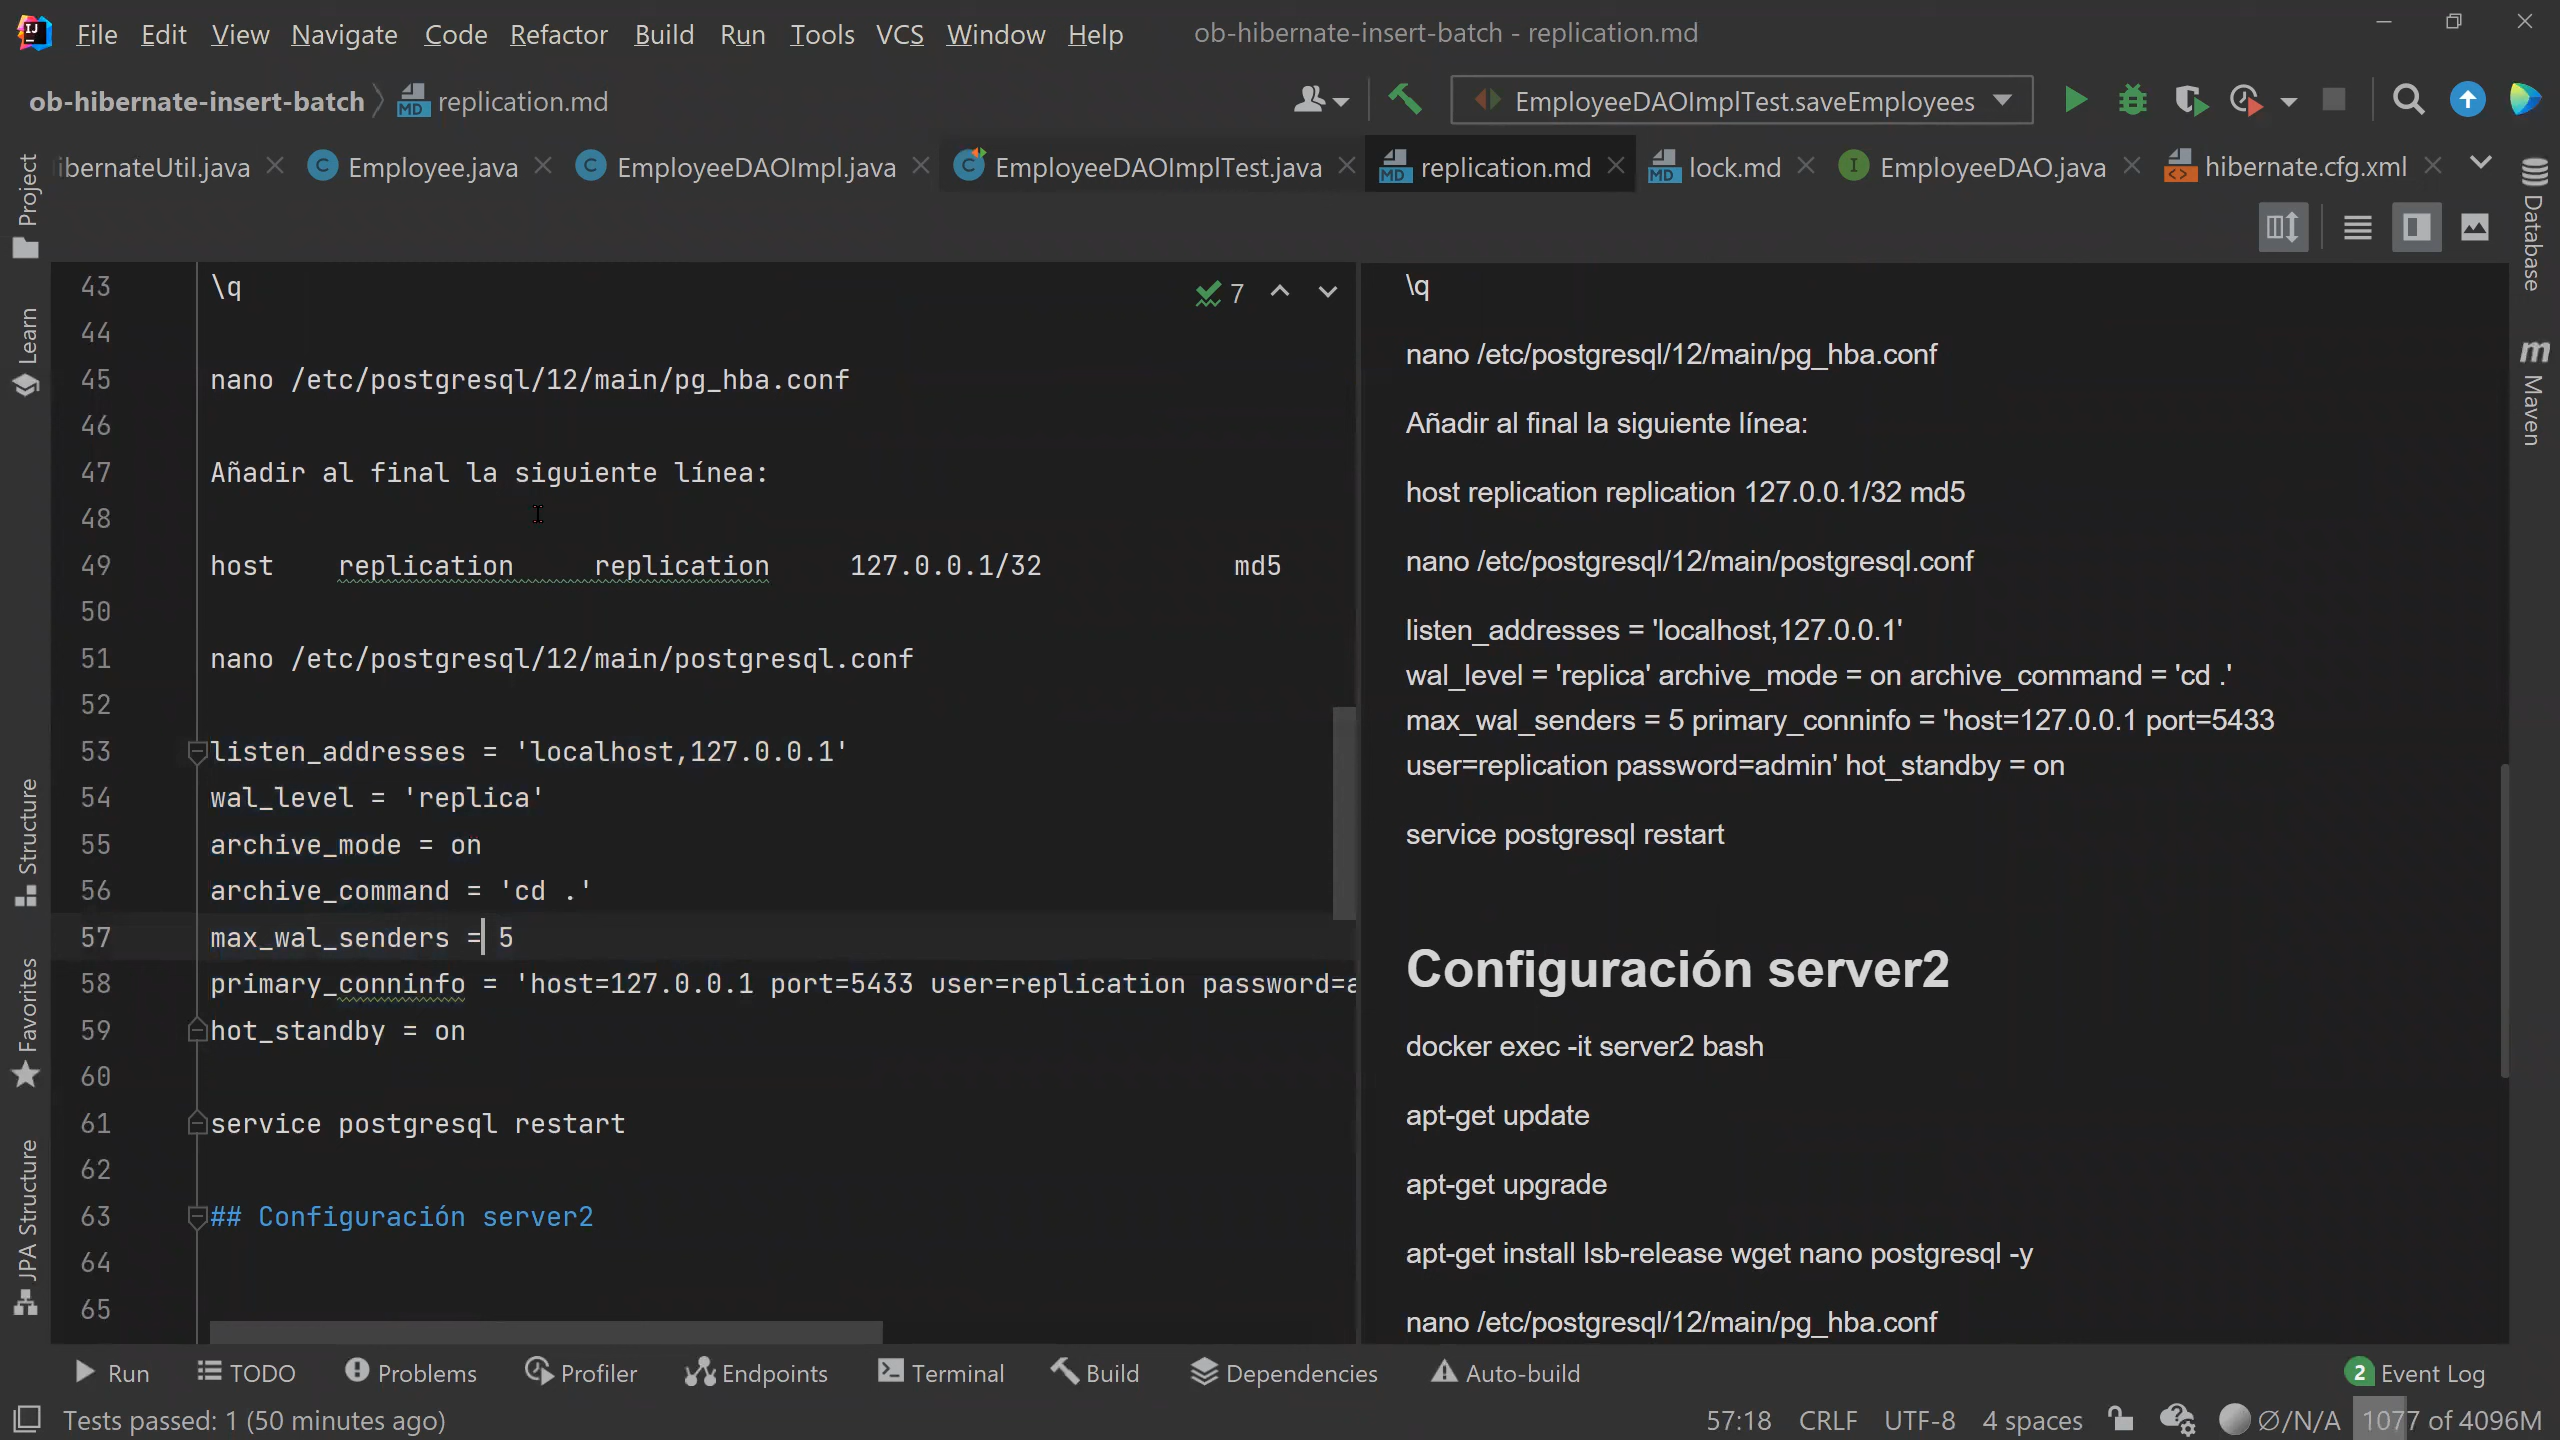 File Edit View Navigate Code Refactor Build Run Tools VCS Window Help ob-hibernate-insert-batch - replication.md
ob-hibernate-insert-batch replication.md EmployeeDAOImplTest.saveEmployees
ibernateUtil.java Employee.java EmployeeDAOImpl.java EmployeeDAOImplTest.java replication.md lock.md EmployeeDAO.java hibernate.cfg.xml
Project
Learn
Structure
Favorites
JPA Structure
7
43 \q
44
45 nano /etc/postgresql/12/main/pg_hba.conf
46
47 Añadir al final la siguiente línea:
48
49 host replication replication 127.0.0.1/32 md5
50
51 nano /etc/postgresql/12/main/postgresql.conf
52
53 listen_addresses = 'localhost,127.0.0.1'
54 wal_level = 'replica'
55 archive_mode = on
56 archive_command = 'cd .'
57 max_wal_senders = 5
58 primary_conninfo = 'host=127.0.0.1 port=5433 user=replication password=a
59 hot_standby = on
60
61 service postgresql restart
62
63 ## Configuración server2
64
65
\q
nano /etc/postgresql/12/main/pg_hba.conf
Añadir al final la siguiente línea:
host replication replication 127.0.0.1/32 md5
nano /etc/postgresql/12/main/postgresql.conf
listen_addresses = 'localhost,127.0.0.1'
wal_level = 'replica' archive_mode = on archive_command = 'cd .'
max_wal_senders = 5 primary_conninfo = 'host=127.0.0.1 port=5433
user=replication password=admin' hot_standby = on
service postgresql restart
Configuración server2
docker exec -it server2 bash
apt-get update
apt-get upgrade
apt-get install lsb-release wget nano postgresql -y
nano /etc/postgresql/12/main/pg_hba.conf
Database
Maven
Run TODO Problems Profiler Endpoints Terminal Build Dependencies Auto-build 2 Event Log
Tests passed: 1 (50 minutes ago) 57:18 CRLF UTF-8 4 spaces Ø/N/A 1077 of 4096M